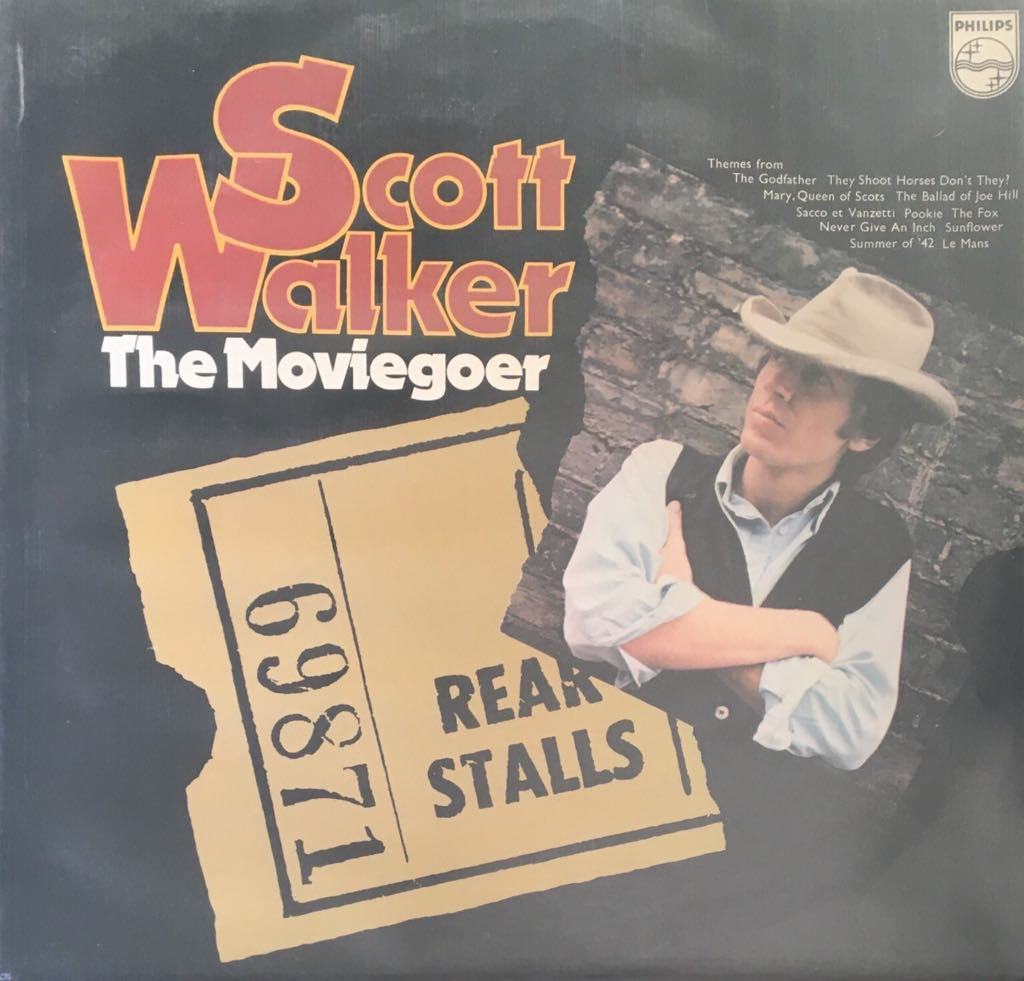 PHILIPS
Scott
Walker
The Moviegoer
Themes from
The Godfather They Shoot Horses Don't They?
Mary, Queen of Scots The Ballad of Joe Hill
Sacco et Vanzetti Pookie The Fox
Never Give An Inch Sunflower
Summer of '42 Le Mans
17869
REAR
STALLS